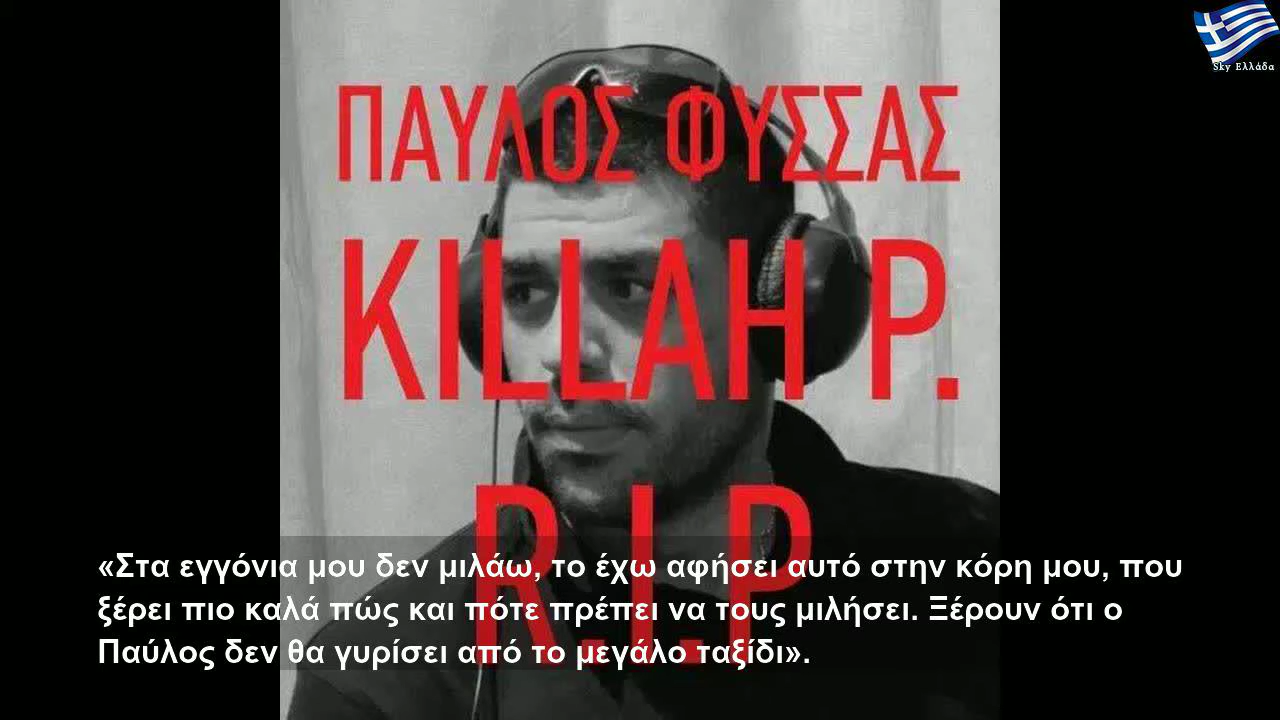 Sky Ελλάδα
ΠΑΥΛΟΣ ΦΥΣΣΑΣ
KILLAH P.
R.I.P
«Στα εγγόνια μου δεν μιλάω, το έχω αφήσει αυτό στην κόρη μου, που
ξέρει πιο καλά πώς και πότε πρέπει να τους μιλήσει. Ξέρουν ότι ο
Παύλος δεν θα γυρίσει από το μεγάλο ταξίδι».